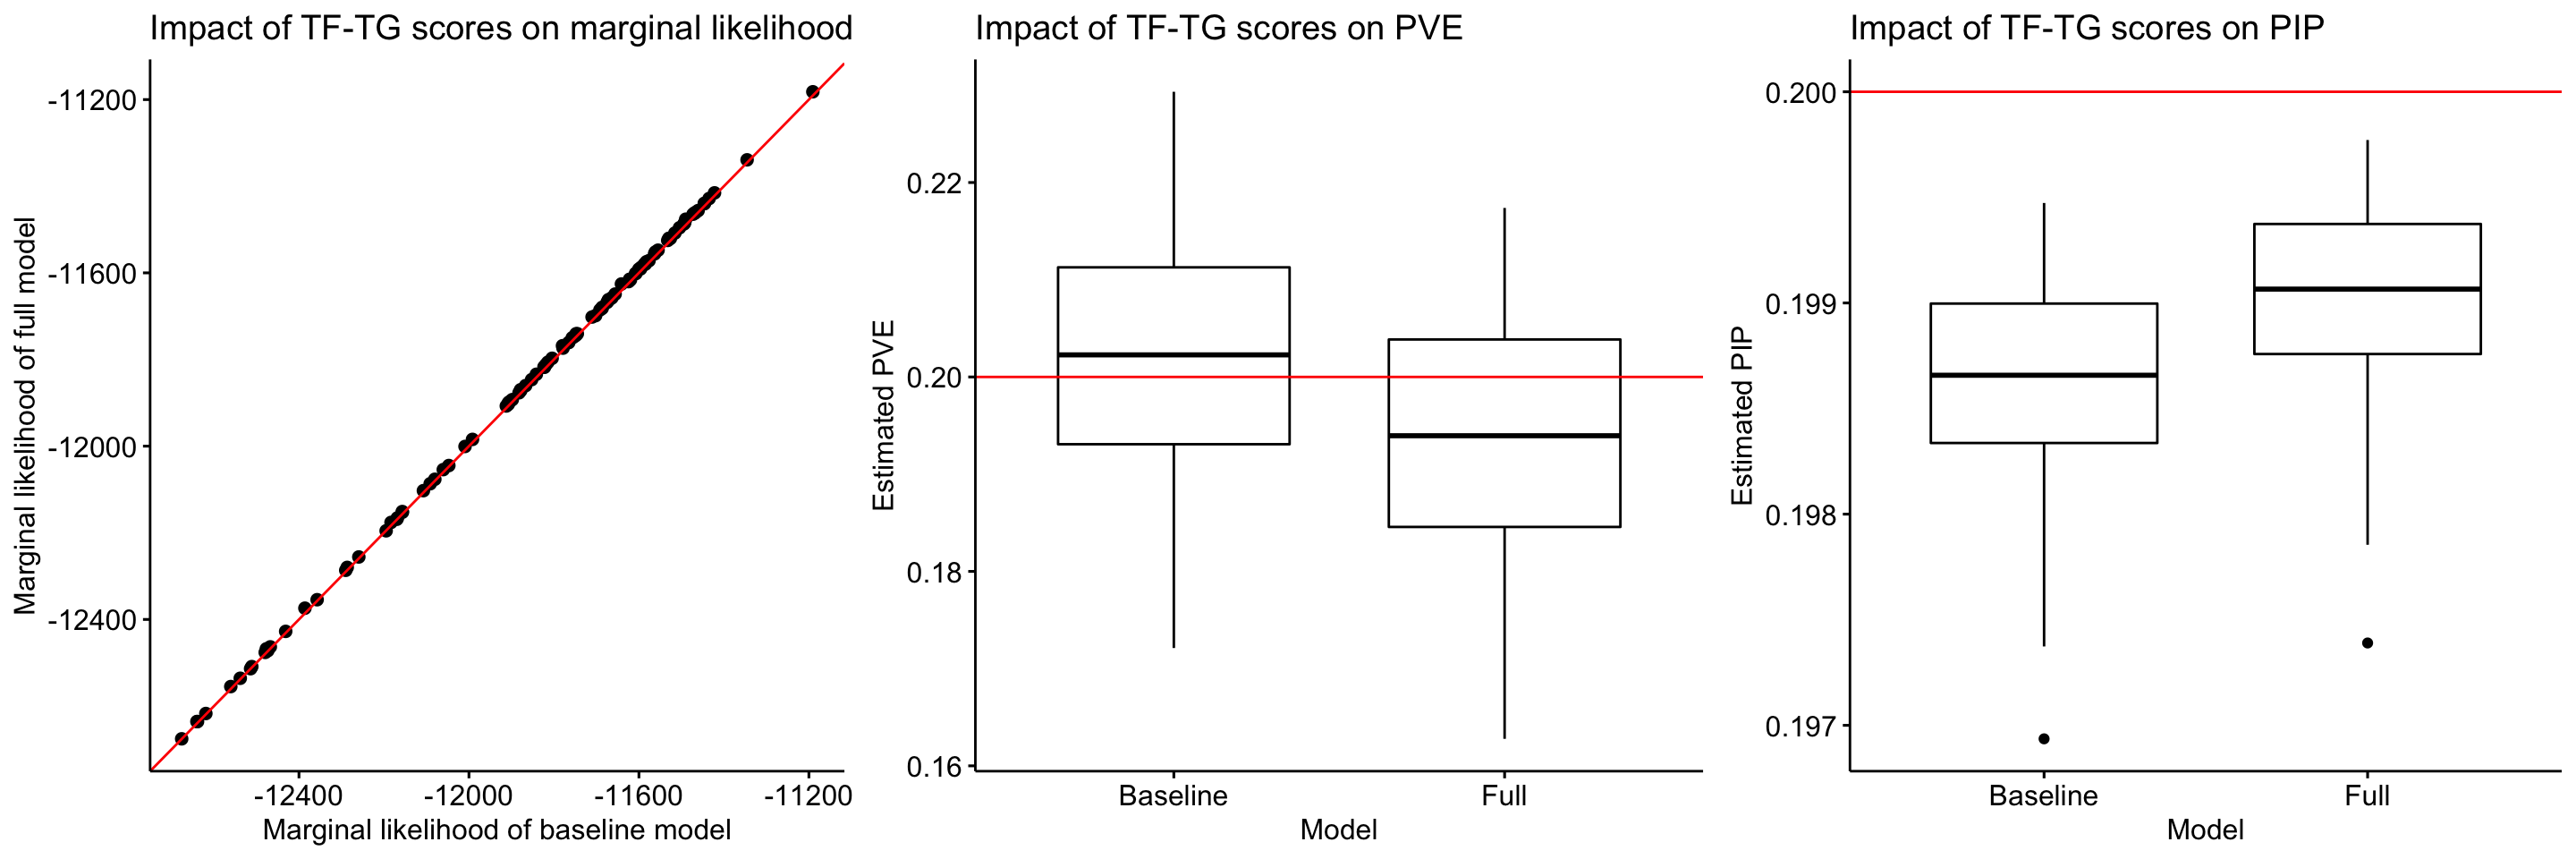 Impact of TF-TG scores on marginal likelihood
Marginal likelihood of full model
-11200
-11600
-12000
-12400
-12400 -12000 -11600 -11200
Marginal likelihood of baseline model
Impact of TF-TG scores on PVE
Estimated PVE
0.22
0.20
0.18
0.16
Baseline Full
Model
Impact of TF-TG scores on PIP
Estimated PIP
0.200
0.199
0.198
0.197
Baseline Full
Model